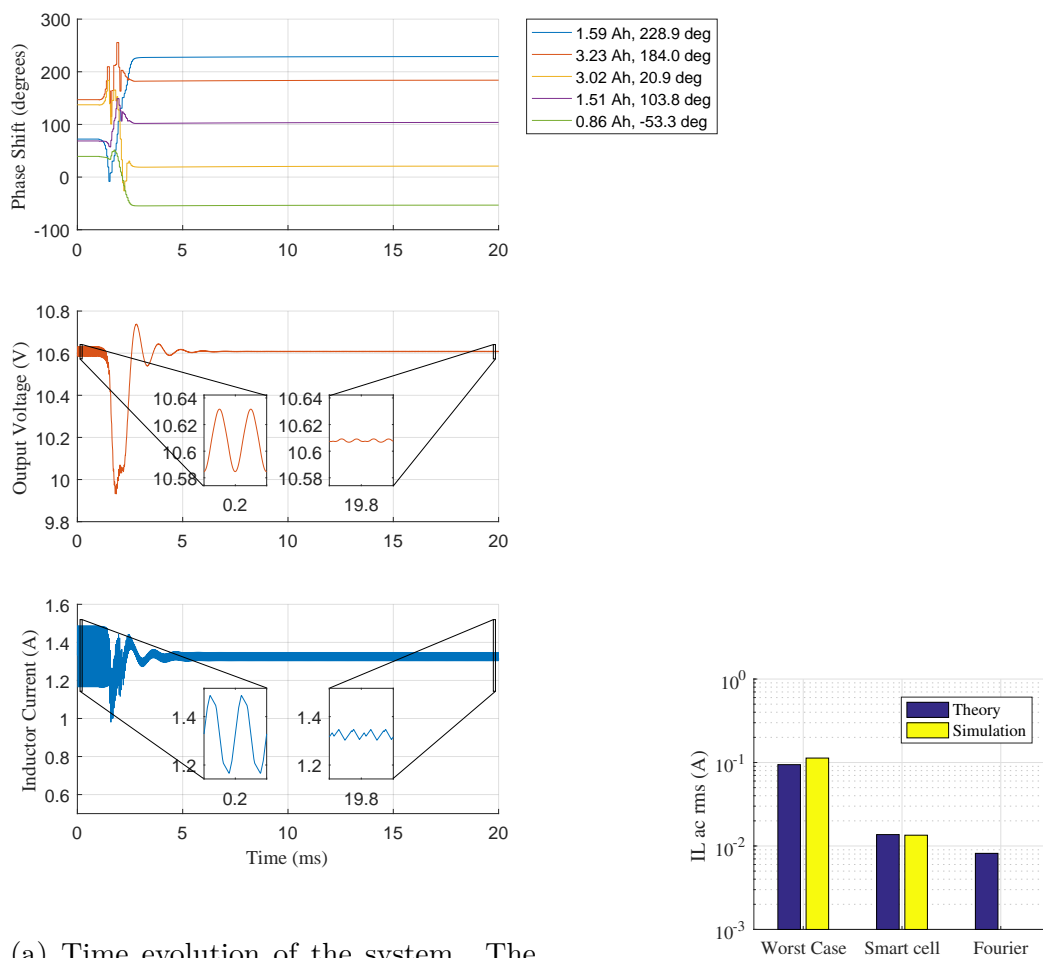 300
200
100
0
-100
Phase Shift (degrees)
0 5 10 15 20
1.59 Ah, 228.9 deg
3.23 Ah, 184.0 deg
3.02 Ah, 20.9 deg
1.51 Ah, 103.8 deg
0.86 Ah, -53.3 deg
10.8
10.6
10.4
10.2
10
9.8
Output Voltage (V)
10.64
10.62
10.6
10.58
0.2
10.64
10.62
10.6
10.58
19.8
0 5 10 15 20
1.6
1.4
1.2
1
0.8
0.6
Inductor Current (A)
1.4
1.2
0.2
1.4
1.2
19.8
0 5 10 15 20
Time (ms)
10^0
10^-1
10^-2
10^-3
IL ac rms (A)
Theory
Simulation
Worst Case Smart cell Fourier
(a) Time evolution of the system. The